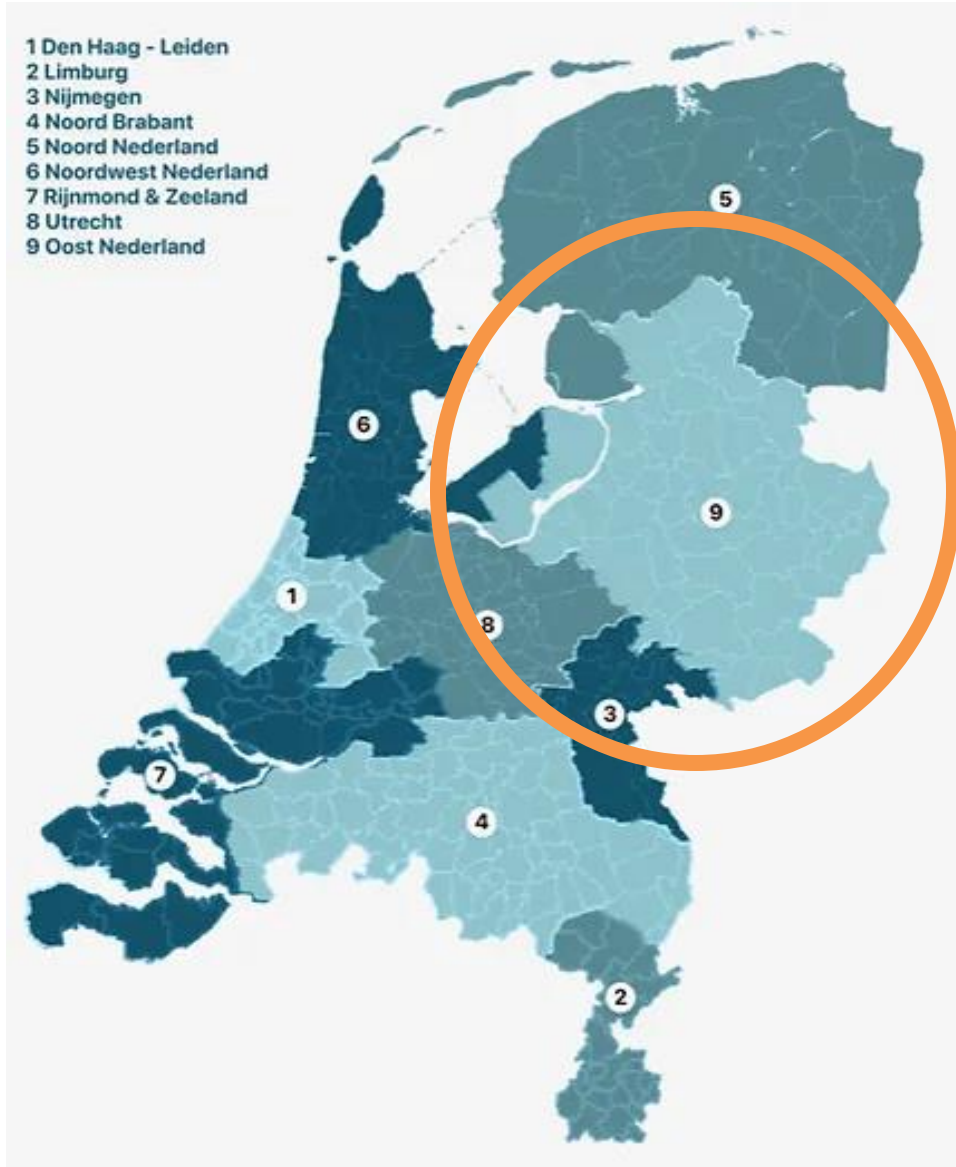 1 Den Haag - Leiden
2 Limburg
3 Nijmegen
4 Noord Brabant
5 Noord Nederland
6 Noordwest Nederland
7 Rijnmond & Zeeland
8 Utrecht
9 Oost Nederland
5
6
9
1
8
3
7
4
2